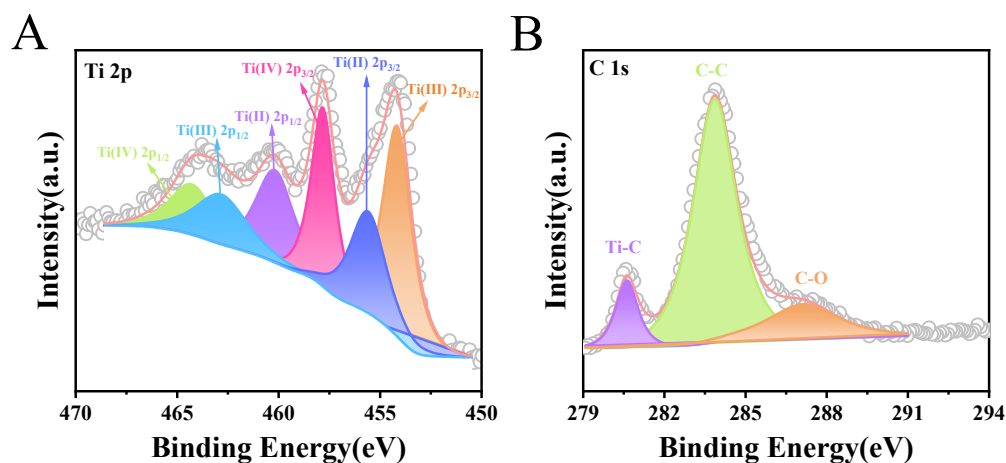 A
Ti 2p
Ti(IV) 2p1/2
Ti(III) 2p1/2
Ti(II) 2p1/2
Ti(IV) 2p3/2
Ti(II) 2p3/2
Ti(III) 2p3/2
Intensity(a.u.)
470 465 460 455 450
Binding Energy(eV)
B
C 1s
C-C
Ti-C
C-O
Intensity(a.u.)
279 282 285 288 291 294
Binding Energy(eV)